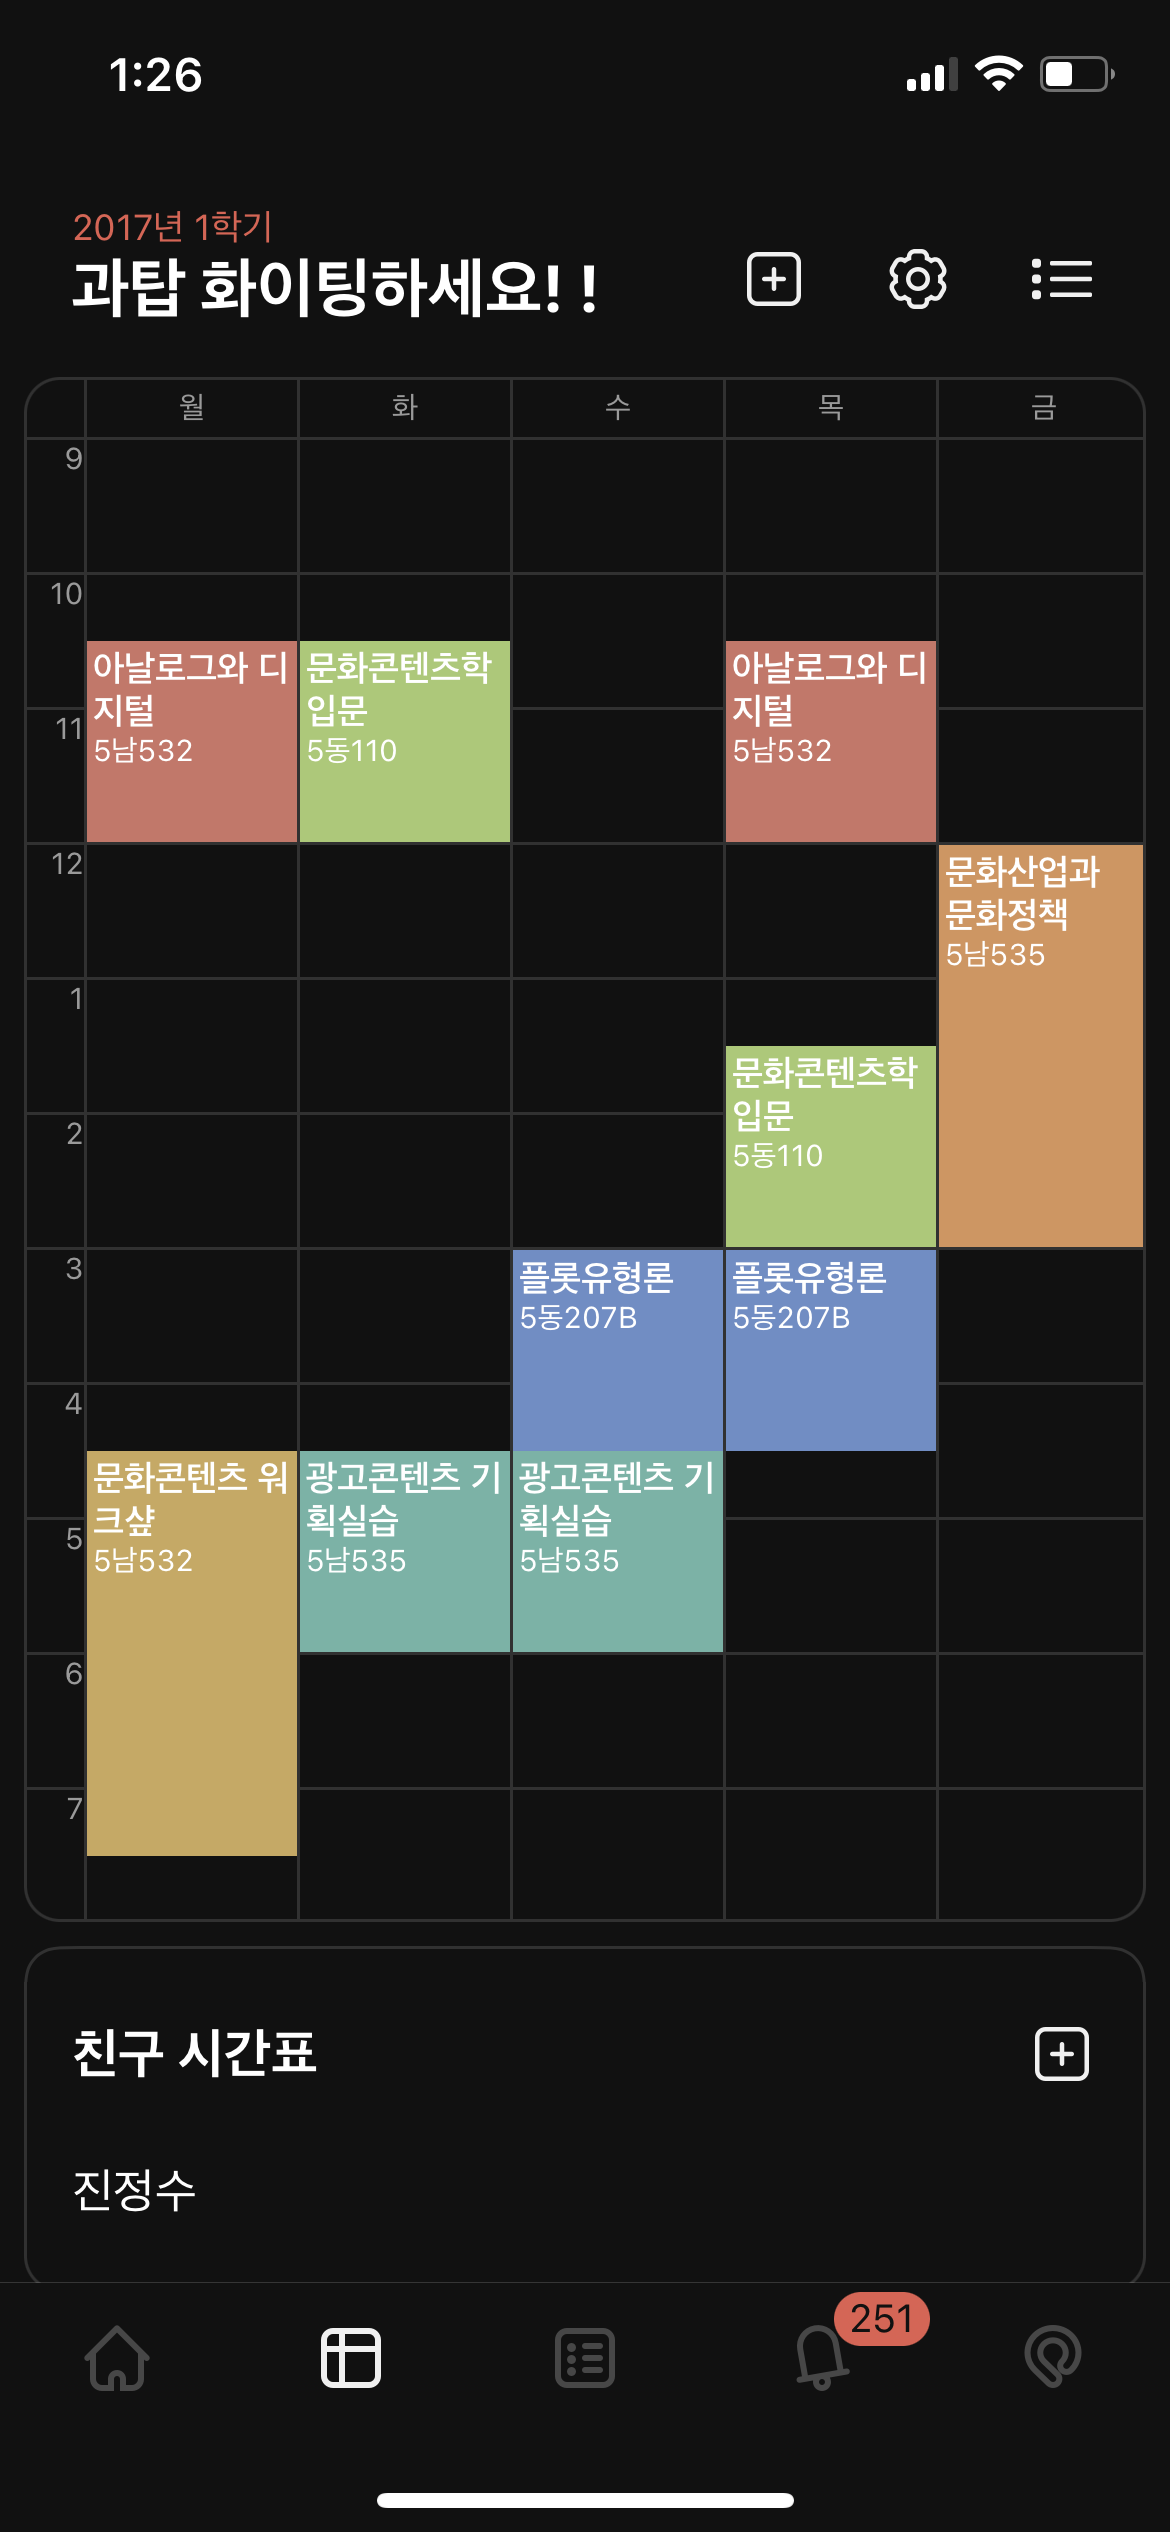 1:26
2017년 1학기
과탑 화이팅하세요! !
월 화 수 목 금
9
10
아날로그와 디
지털
5남532
문화콘텐츠학
입문
5동110
아날로그와 디
지털
5남532
11
12
문화산업과
문화정책
5남535
1
문화콘텐츠학
입문
5동110
2
3
플롯유형론
5동207B
플롯유형론
5동207B
4
문화콘텐츠 워
크샾
5남532
광고콘텐츠 기
획실습
5남535
광고콘텐츠 기
획실습
5남535
5
6
7
친구 시간표
진정수
251